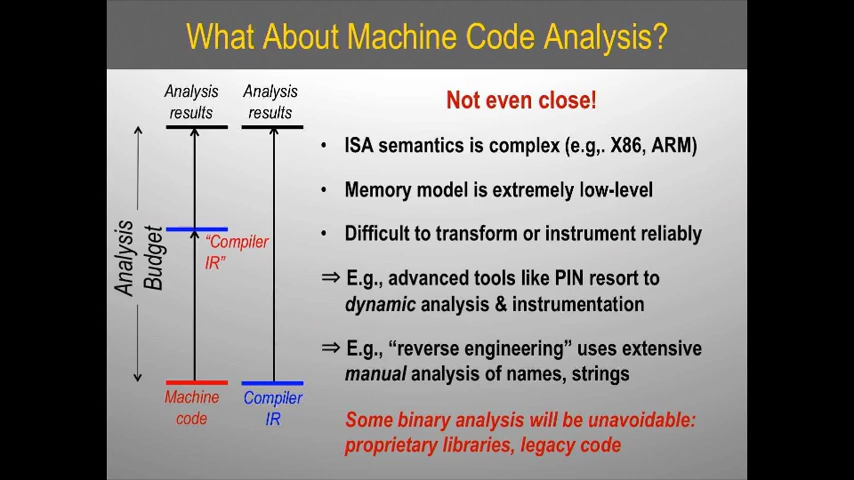 What About Machine Code Analysis?
Analysis
results
Analysis
results
Analysis
Budget
"Compiler
IR"
Machine
code
Compiler
IR
Not even close!
• ISA semantics is complex (e.g,. X86, ARM)
• Memory model is extremely low-level
• Difficult to transform or instrument reliably
⇒ E.g., advanced tools like PIN resort to
dynamic analysis & instrumentation
⇒ E.g., “reverse engineering” uses extensive
manual analysis of names, strings
Some binary analysis will be unavoidable:
proprietary libraries, legacy code